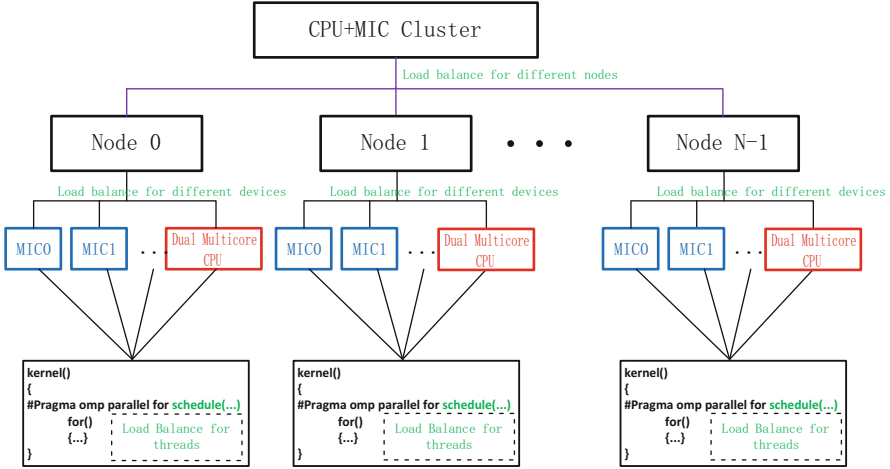 CPU+MIC Cluster
Load balance for different nodes
Node 0
Node 1
• • •
Node N-1
Load balance for different devices
Load balance for different devices
Load balance for different devices
MIC0
MIC1
...
Dual Multicore
CPU
MIC0
MIC1
...
Dual Multicore
CPU
MIC0
MIC1
...
Dual Multicore
CPU
kernel()
{
#Pragma omp parallel for schedule(...)
for()
{...}
}
Load Balance for
threads
kernel()
{
#Pragma omp parallel for schedule(...)
for()
{...}
}
Load Balance for
threads
kernel()
{
#Pragma omp parallel for schedule(...)
for()
{...}
}
Load Balance for
threads